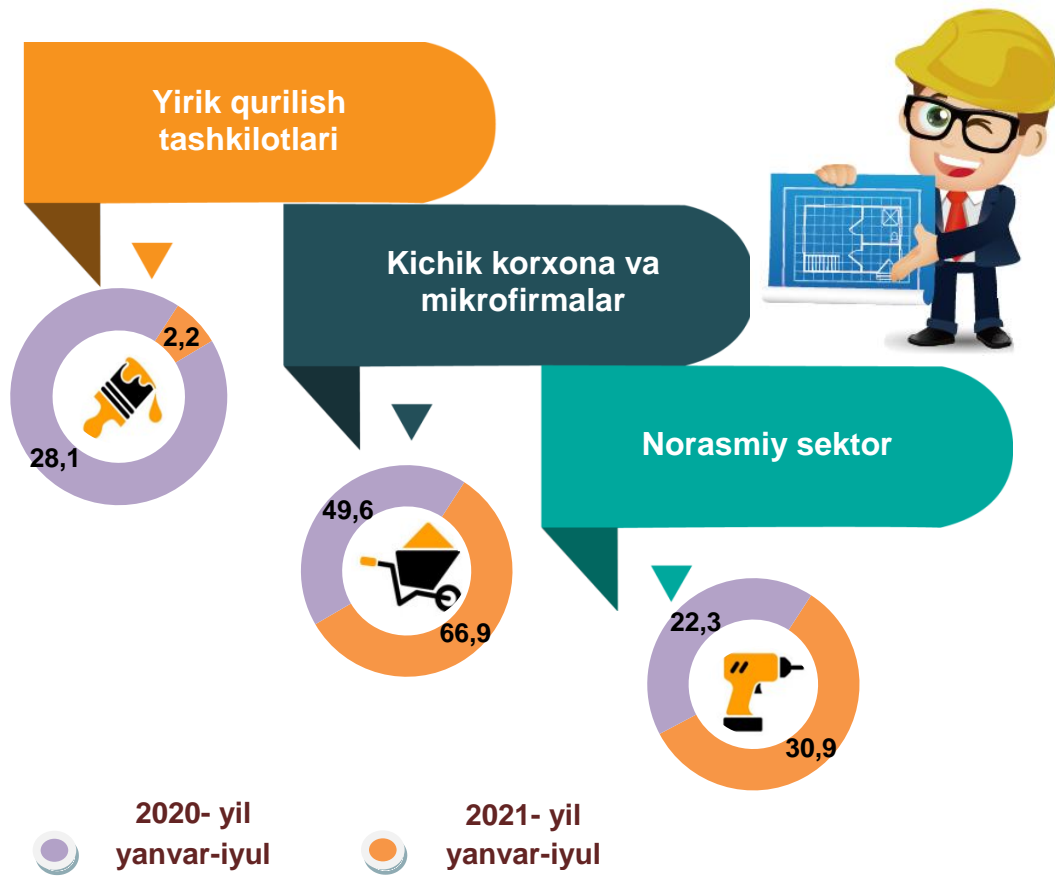 Yirik qurilish
tashkilotlari
Kichik korxona va
mikrofirmalar
Norasmiy sektor
2,2
28,1
49,6
66,9
22,3
30,9
2020- yil
yanvar-iyul
2021- yil
yanvar-iyul